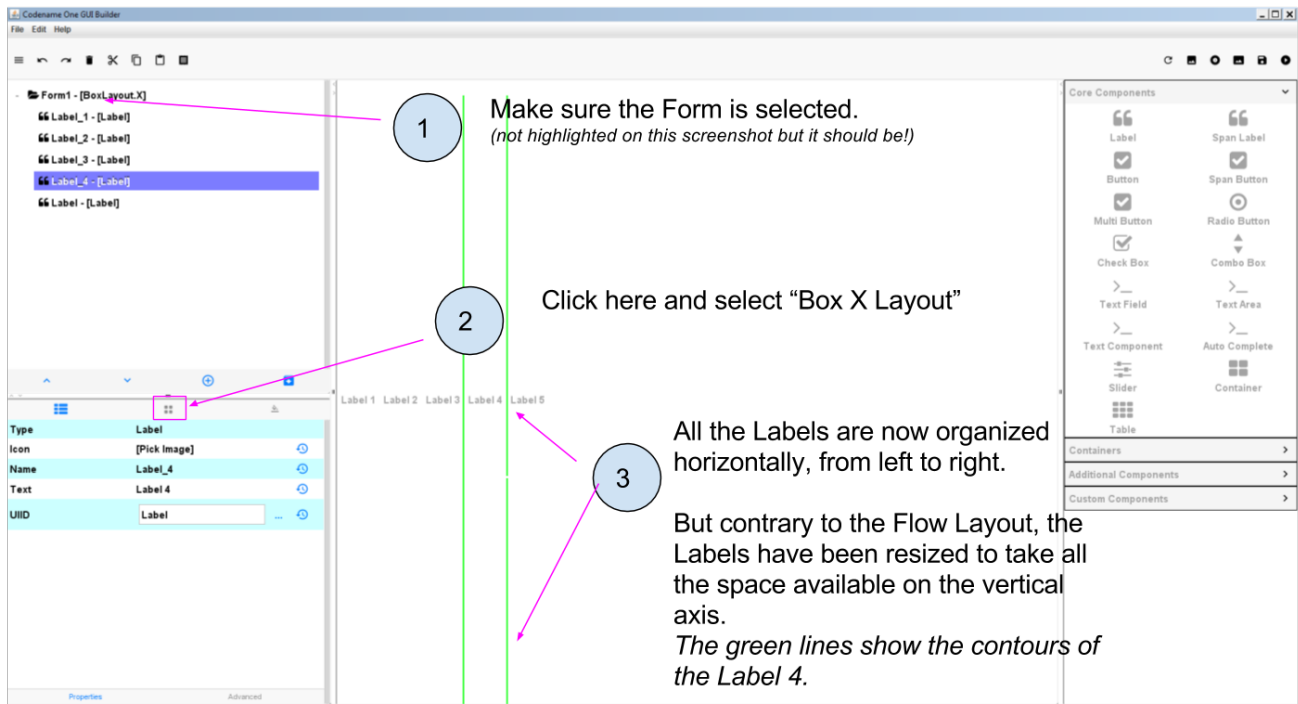 Codename One GUI Builder
File Edit Help
Form1 - [BoxLayout.X]
Label_1 - [Label]
Label_2 - [Label]
Label_3 - [Label]
Label_4 - [Label]
Label - [Label]
1
Make sure the Form is selected.
(not highlighted on this screenshot but it should be!)
2
Click here and select “Box X Layout”
Label 1 Label 2 Label 3 Label 4 Label 5
3
All the Labels are now organized
horizontally, from left to right.
But contrary to the Flow Layout, the
Labels have been resized to take all
the space available on the vertical
axis.
The green lines show the contours of
the Label 4.
Type Label
Icon [Pick Image]
Name Label_4
Text Label 4
UIID Label ...
Properties Advanced
Core Components
Label Span Label
Button Span Button
Multi Button Radio Button
Check Box Combo Box
Text Field Text Area
Text Component Auto Complete
Slider Container
Table
Containers
Additional Components
Custom Components